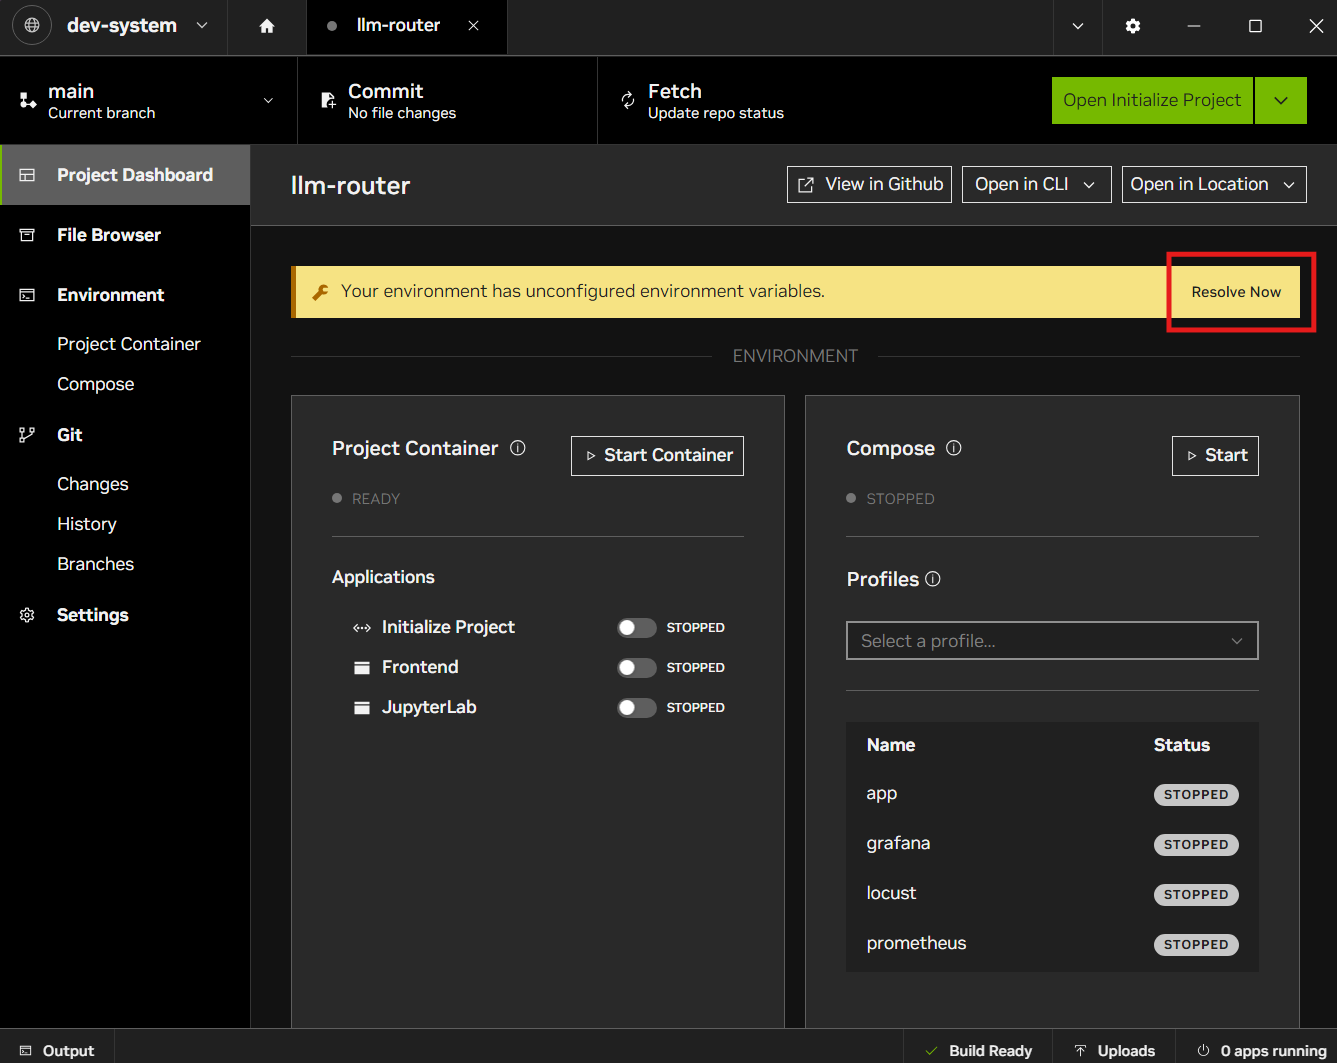 dev-system
llm-router
main
Current branch
Commit
No file changes
Fetch
Update repo status
Open Initialize Project
Project Dashboard
File Browser
Environment
Project Container
Compose
Git
Changes
History
Branches
Settings
llm-router
View in Github
Open in CLI
Open in Location
Your environment has unconfigured environment variables.
Resolve Now
ENVIRONMENT
Project Container
Start Container
READY
Applications
Initialize Project STOPPED
Frontend STOPPED
JupyterLab STOPPED
Compose
Start
STOPPED
Profiles
Select a profile...
Name Status
app STOPPED
grafana STOPPED
locust STOPPED
prometheus STOPPED
Output
Build Ready
Uploads
0 apps running